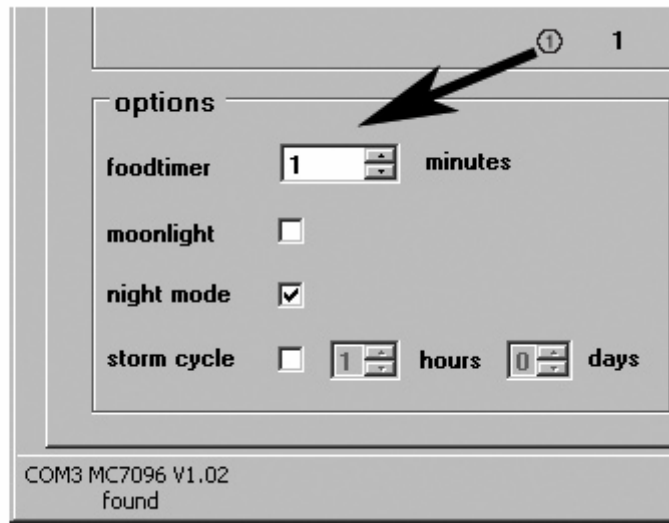 ① 1
options
foodtimer 1 minutes
moonlight
night mode
storm cycle 1 hours 0 days
COM3 MC7096 V1.02
found